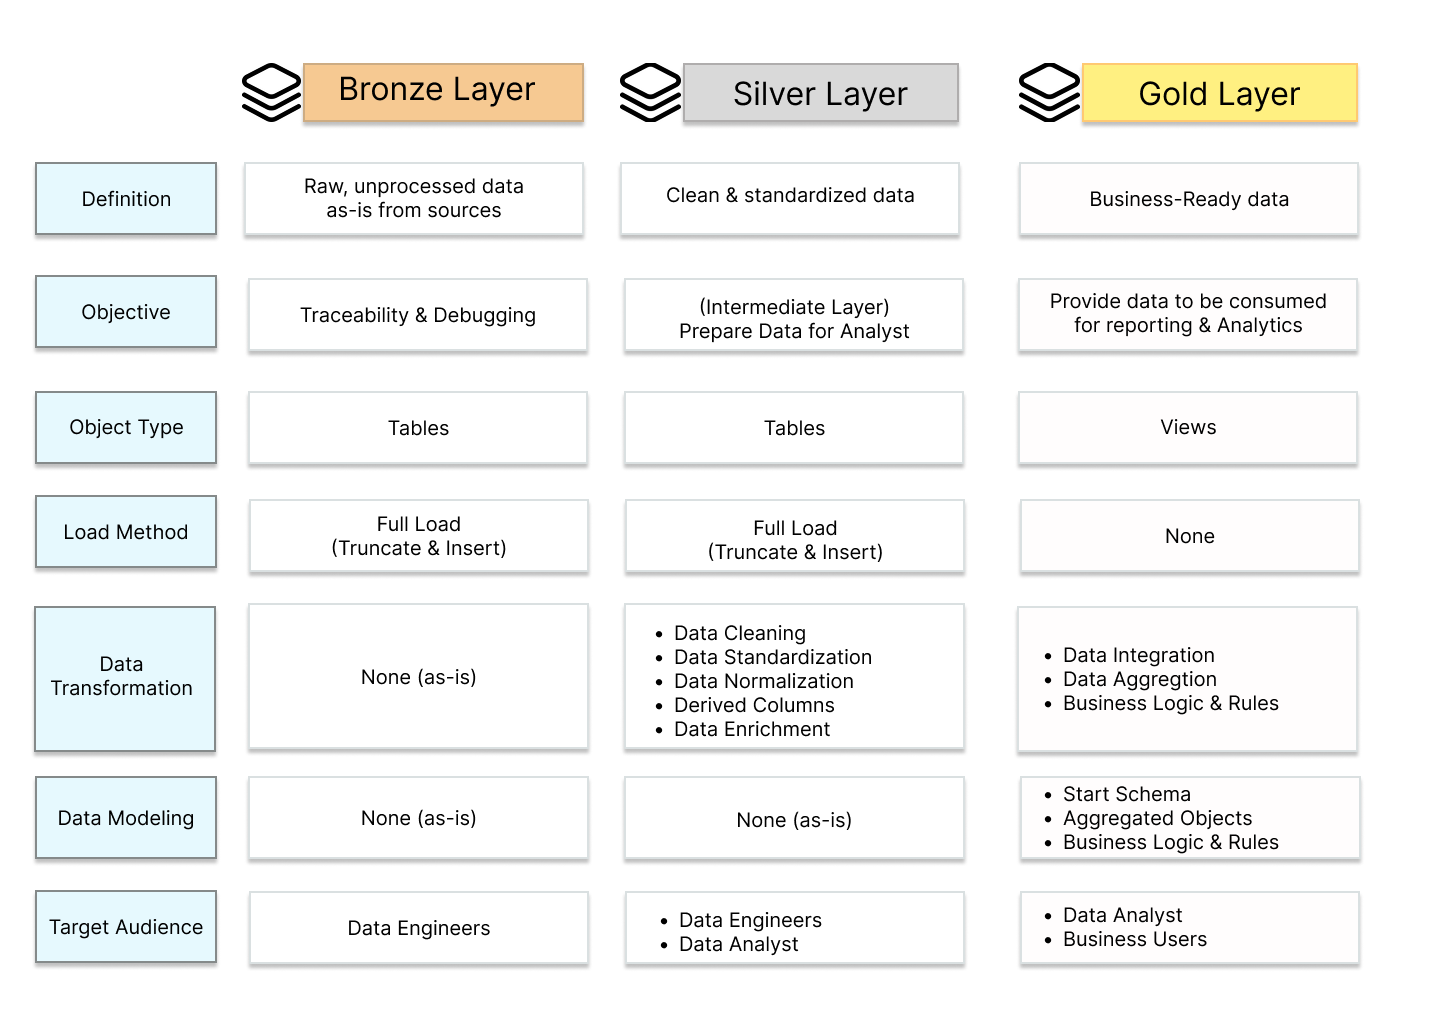 Bronze Layer
Silver Layer
Gold Layer
Definition
Raw, unprocessed data
as-is from sources
Clean & standardized data
Business-Ready data
Objective
Traceability & Debugging
(Intermediate Layer)
Prepare Data for Analyst
Provide data to be consumed
for reporting & Analytics
Object Type
Tables
Tables
Views
Load Method
Full Load
(Truncate & Insert)
Full Load
(Truncate & Insert)
None
Data
Transformation
None (as-is)
• Data Cleaning
• Data Standardization
• Data Normalization
• Derived Columns
• Data Enrichment
• Data Integration
• Data Aggregtion
• Business Logic & Rules
Data Modeling
None (as-is)
None (as-is)
• Start Schema
• Aggregated Objects
• Business Logic & Rules
Target Audience
Data Engineers
• Data Engineers
• Data Analyst
• Data Analyst
• Business Users